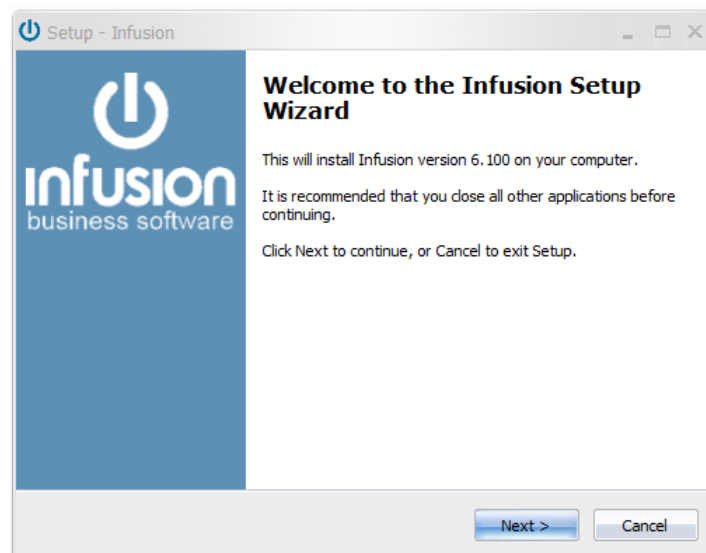 Setup - Infusion
infusion
business software
Welcome to the Infusion Setup
Wizard
This will install Infusion version 6.100 on your computer.
It is recommended that you close all other applications before
continuing.
Click Next to continue, or Cancel to exit Setup.
Next >
Cancel